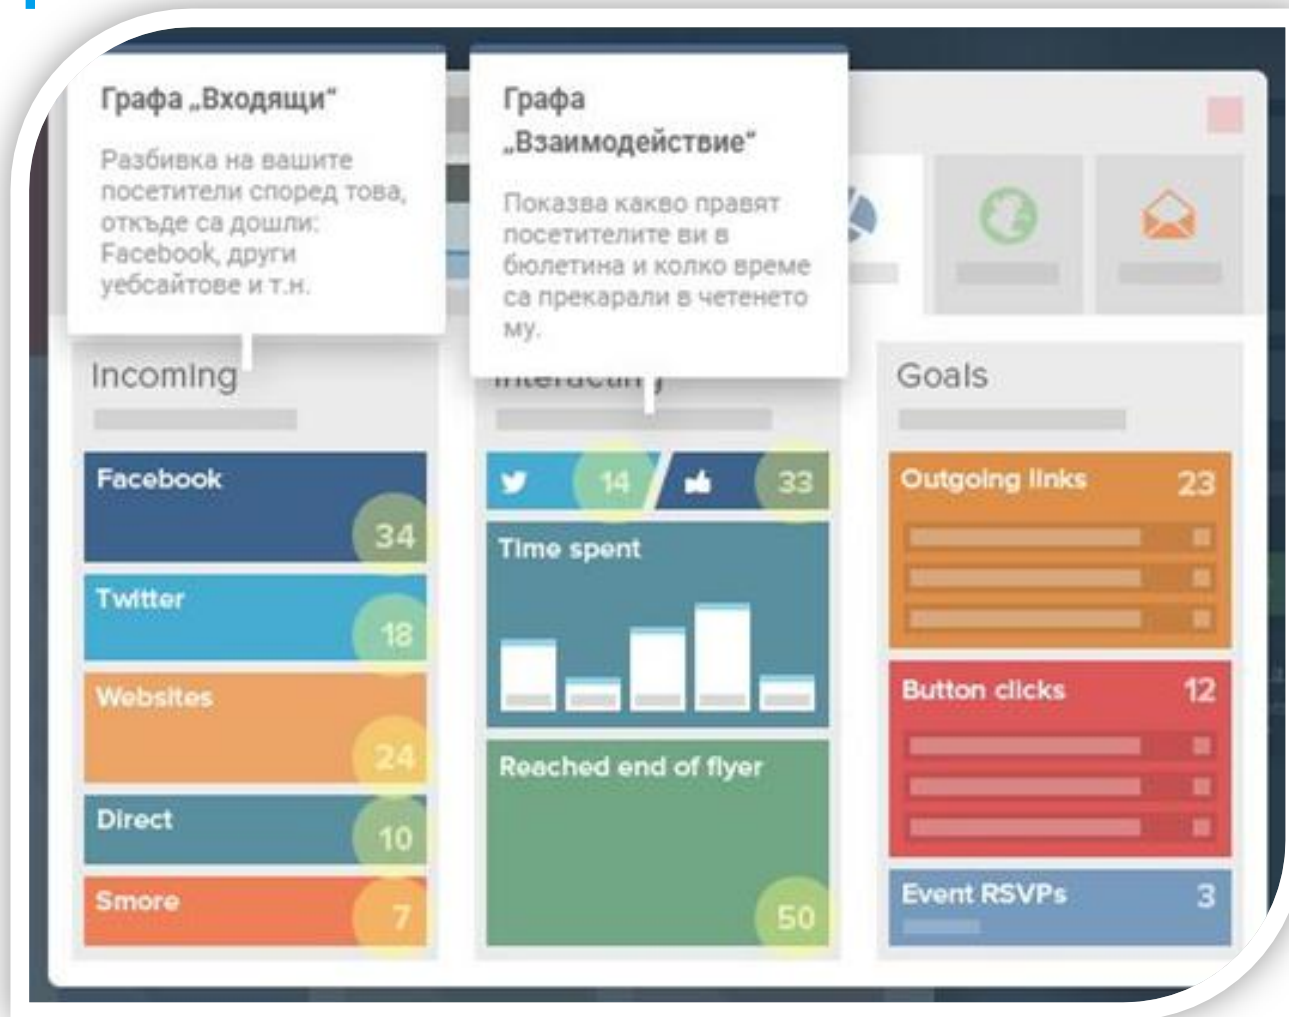 Графа „Входящи“
Разбивка на вашите
посетители според това,
откъде са дошли:
Facebook, други
уебсайтове и т.н.
Графа
„Взаимодействие“
Показва какво правят
посетителите ви в
бюлетина и колко време
са прекарали в четенето
му.
Incoming
Facebook
34
Twitter
18
Websites
24
Direct
10
Smore
7
Interacting
14
33
Time spent
Reached end of flyer
50
Goals
Outgoing links 23
Button clicks 12
Event RSVPs 3